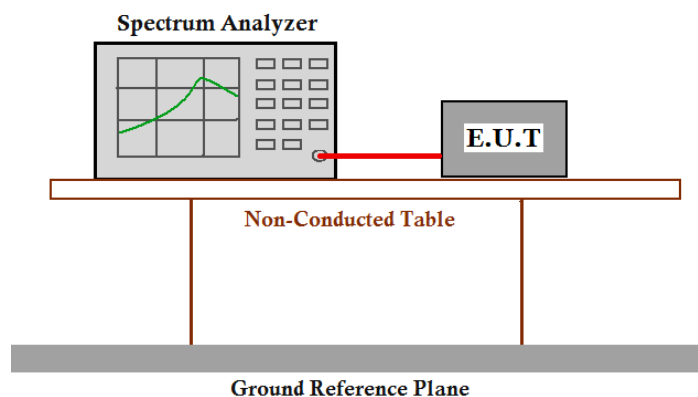 Spectrum Analyzer
E.U.T
Non-Conducted Table
Ground Reference Plane